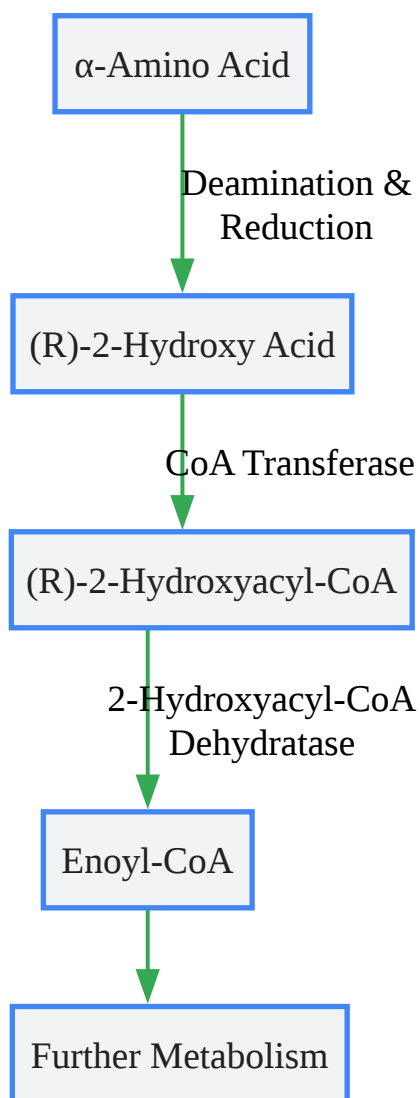 α-Amino Acid
Deamination &
Reduction
(R)-2-Hydroxy Acid
CoA Transferase
(R)-2-Hydroxyacyl-CoA
2-Hydroxyacyl-CoA
Dehydratase
Enoyl-CoA
Further Metabolism